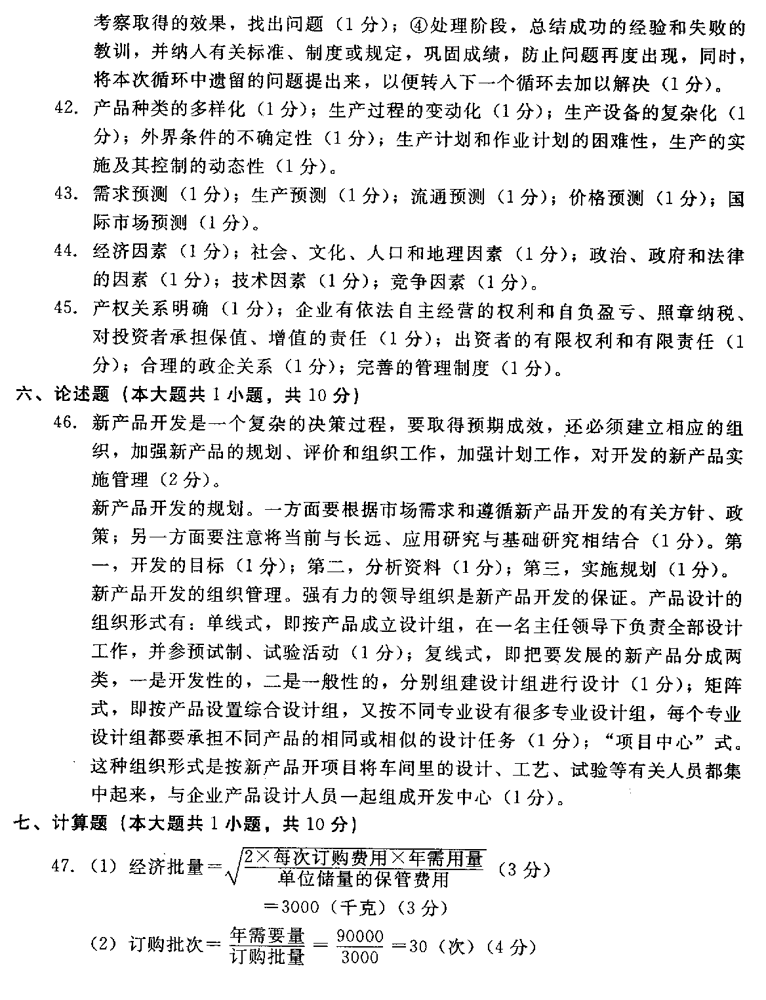 考察取得的效果，找出问题（1 分）；④处理阶段，总结成功的经验和失败的
教训，并纳人有关标准、制度或规定，巩固成绩，防止问题再度出现，同时，
将本次循环中遗留的问题提出来，以便转入下一个循环去加以解决（1 分）。
42. 产品种类的多样化（1 分）；生产过程的变动化（1 分）；生产设备的复杂化（1
分）；外界条件的不确定性（1 分）；生产计划和作业计划的困难性，生产的实
施及其控制的动态性（1 分）。
43. 需求预测（1 分）；生产预测（1 分）；流通预测（1 分）；价格预测（1 分）；国
际市场预测（1 分）。
44. 经济因素（1 分）；社会、文化、人口和地理因素（1 分）；政治、政府和法律
的因素（1 分）；技术因素（1 分）；竞争因素（1 分）。
45. 产权关系明确（1 分）；企业有依法自主经营的权利和自负盈亏、照章纳税、
对投资者承担保值、增值的责任（1 分）；出资者的有限权利和有限责任（1
分）；合理的政企关系（1 分）；完善的管理制度（1 分）。
六、论述题（本大题共 1 小题，共 10 分）
46. 新产品开发是一个复杂的决策过程，要取得预期成效，还必须建立相应的组
织，加强新产品的规划、评价和组织工作，加强计划工作，对开发的新产品实
施管理（2 分）。
新产品开发的规划。一方面要根据市场需求和遵循新产品开发的有关方针、政
策；另一方面要注意将当前与长远、应用研究与基础研究相结合（1 分）。第
一，开发的目标（1 分）；第二，分析资料（1 分）；第三，实施规划（1 分）。
新产品开发的组织管理。强有力的领导组织是新产品开发的保证。产品设计的
组织形式有：单线式，即按产品成立设计组，在一名主任领导下负责全部设计
工作，并参预试制、试验活动（1 分）；复线式，即把要发展的新产品分成两
类，一是开发性的，二是一般性的，分别组建设计组进行设计（1 分）；矩阵
式，即按产品设置综合设计组，又按不同专业设有很多专业设计组，每个专业
设计组都要承担不同产品的相同或相似的设计任务（1 分）；“项目中心”式。
这种组织形式是按新产品开项目将车间里的设计、工艺、试验等有关人员都集
中起来，与企业产品设计人员一起组成开发中心（1 分）。
七、计算题（本大题共 1 小题，共 10 分）
47.（1）经济批量＝√(2×每次订购费用×年需用量/单位储量的保管费用)（3 分）
＝3000（千克）（3 分）
（2）订购批次＝年需要量/订购批量＝90000/3000＝30（次）（4 分）